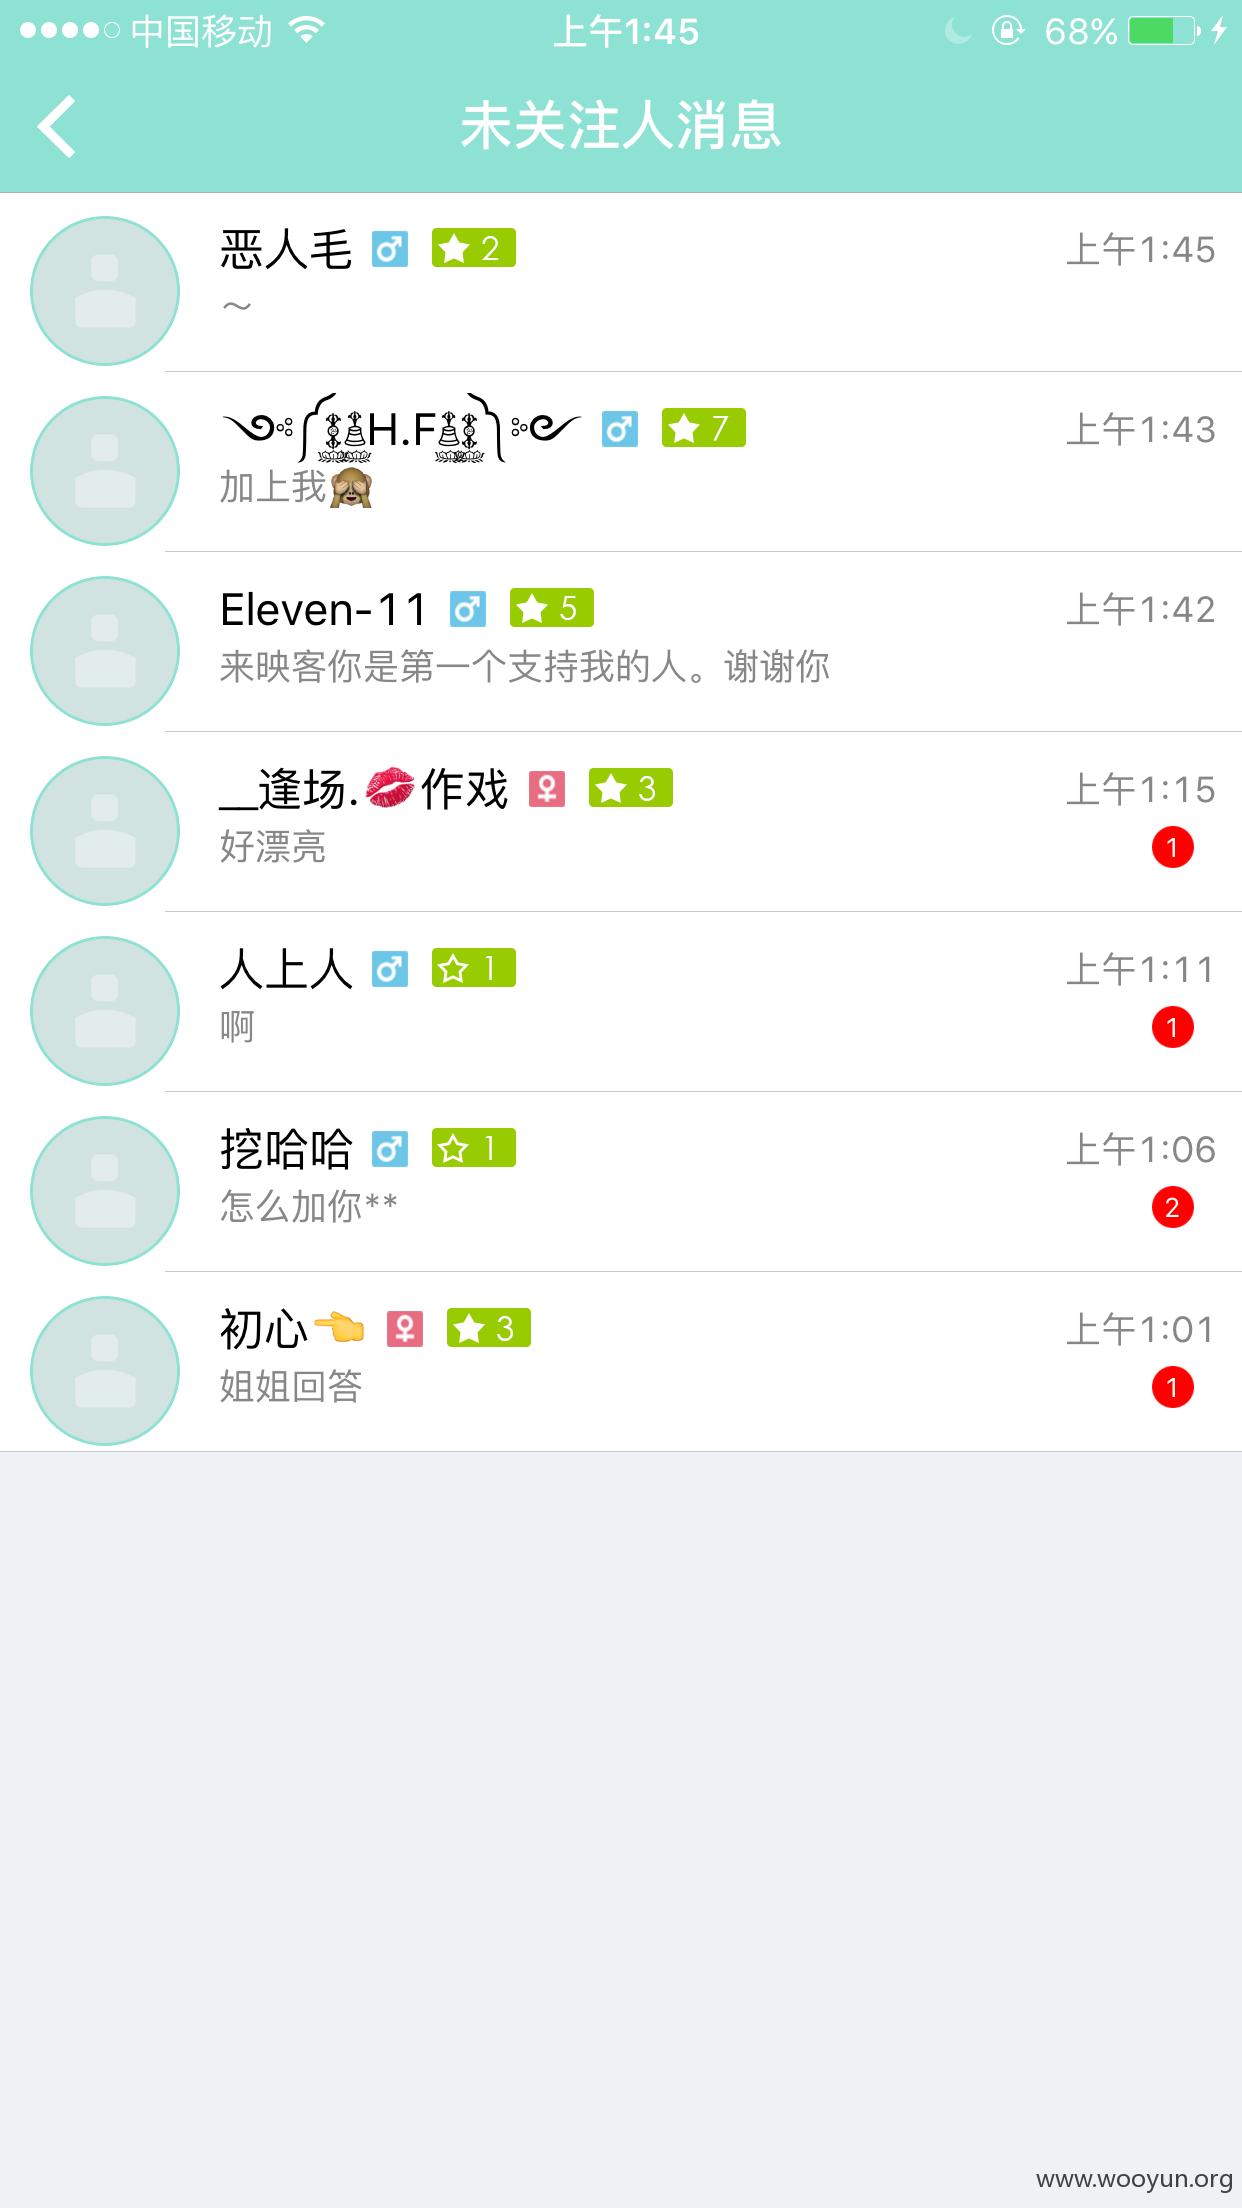 中国移动 上午1:45 68%
未关注人消息
恶人毛 2 上午1:45
~
H.F 7 上午1:43
加上我🙈
Eleven-11 5 上午1:42
来映客你是第一个支持我的人。谢谢你
__逢场.💋作戏 3 上午1:15
好漂亮 1
人上人 1 上午1:11
啊 1
挖哈哈 1 上午1:06
怎么加你** 2
初心👈 3 上午1:01
姐姐回答 1
www.wooyun.org